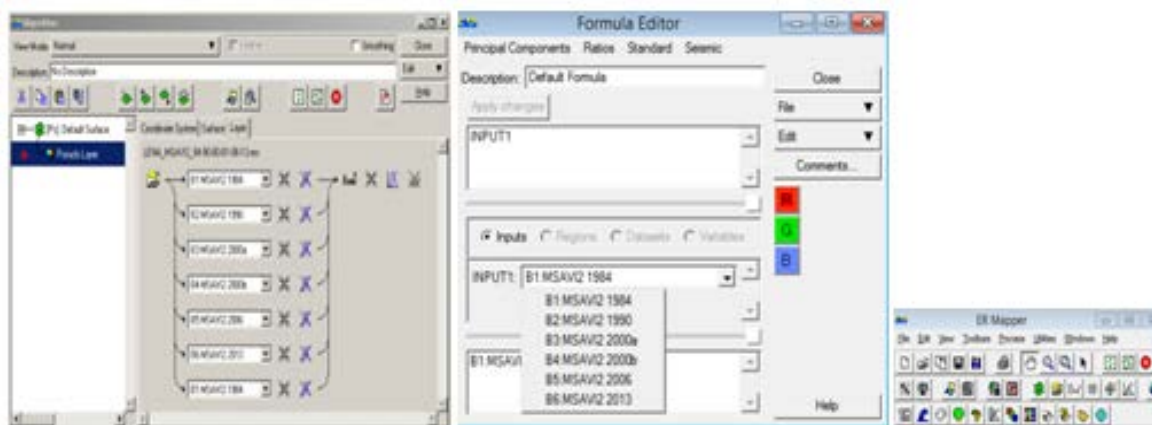 Algorithm
View Mode: Normal
Smoothing
Close
Description: No Description
Edit
Help
[Ps]: Default Surface
Pseudo Layer
Coordinate System Surface Layer
B1:MSAVI2 1984
B2:MSAVI2 1990
B3:MSAVI2 2000a
B4:MSAVI2 2000b
B5:MSAVI2 2006
B6:MSAVI2 2013
B1:MSAVI2 1984
Formula Editor
Principal Components Ratios Standard Seismic
Description: Default Formula
Close
Apply changes
File
INPUT1
Edit
Comments...
R
G
B
Inputs Regions Datasets Variables
INPUT1: B1:MSAVI2 1984
B1:MSAVI2 1984
B2:MSAVI2 1990
B3:MSAVI2 2000a
B4:MSAVI2 2000b
B5:MSAVI2 2006
B6:MSAVI2 2013
B1:MSAVI
Help
ER Mapper
File Edit View Toolbars Process Utilities Windows Help